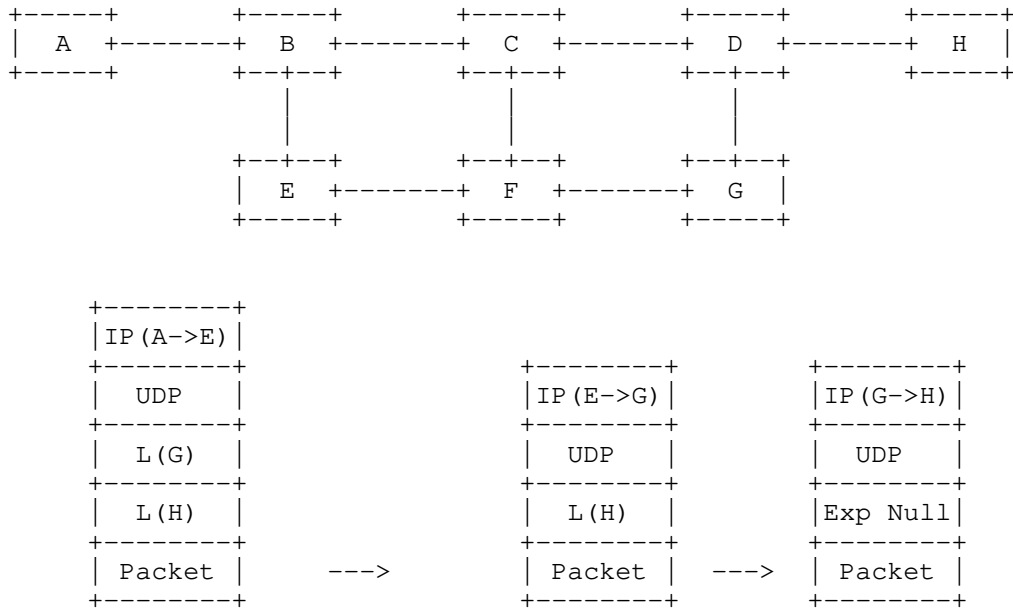 +-----+       +-----+       +-----+       +-----+       +-----+
|  A  +-------+  B  +-------+  C  +-------+  D  +-------+  H  |
+-----+       +--+--+       +--+--+       +--+--+       +-----+
                 |             |             |
                 |             |             |
              +--+--+       +--+--+       +--+--+
              |  E  +-------+  F  +-------+  G  |
              +-----+       +-----+       +-----+
     +--------+
     |IP(A->E)|
     +--------+                 +--------+        +--------+
     |  UDP   |                 |IP(E->G)|        |IP(G->H)|
     +--------+                 +--------+        +--------+
     |  L(G)  |                 |  UDP   |        |  UDP   |
     +--------+                 +--------+        +--------+
     |  L(H)  |                 |  L(H)  |        |Exp Null|
     +--------+                 +--------+        +--------+
     | Packet |     --->        | Packet |  --->  | Packet |
     +--------+                 +--------+        +--------+